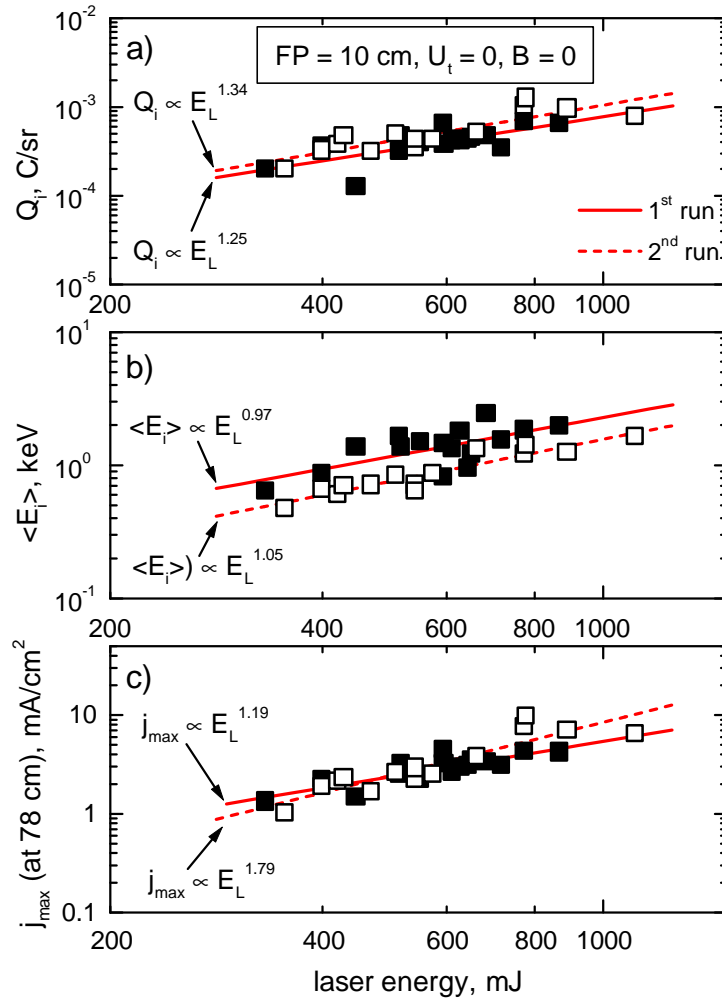 a)
FP = 10 cm, U_t = 0, B = 0
Q_i ∝ E_L^1.34
Q_i ∝ E_L^1.25
1^st run
2^nd run
Q_i, C/sr
10^-2
10^-3
10^-4
10^-5
200 400 600 800 1000
b)
<E_i> ∝ E_L^0.97
<E_i>) ∝ E_L^1.05
<E_i>, keV
10^1
10^0
10^-1
200 400 600 800 1000
c)
j_max ∝ E_L^1.19
j_max ∝ E_L^1.79
j_max (at 78 cm), mA/cm^2
10
1
0.1
200 400 600 800 1000
laser energy, mJ